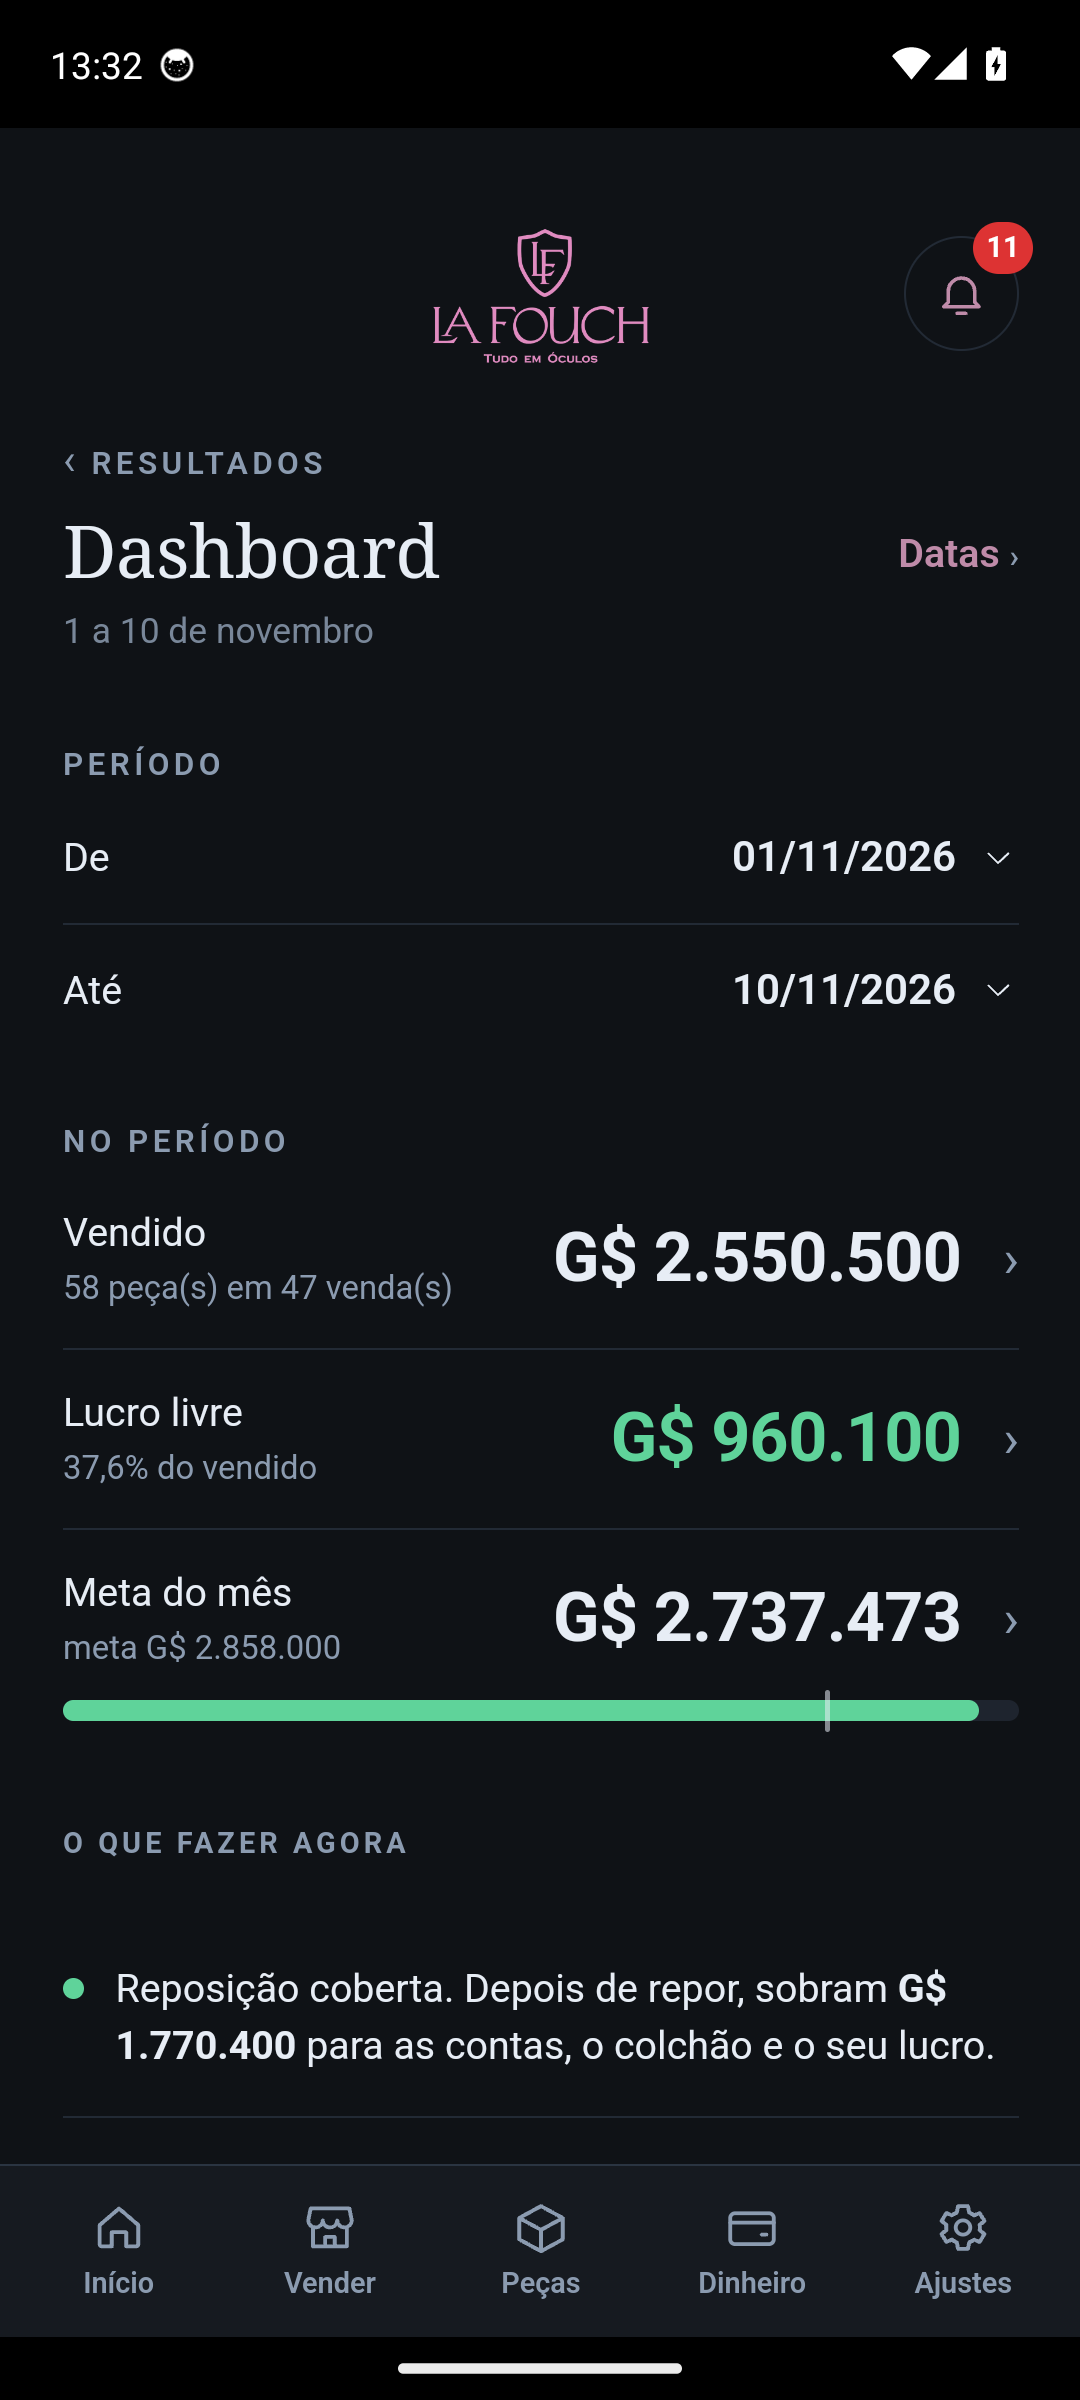 13:32
11
LF
LA FOUCH
TUDO EM ÓCULOS
‹ RESULTADOS
Dashboard
Datas ›
1 a 10 de novembro
PERÍODO
De 01/11/2026
Até 10/11/2026
NO PERÍODO
Vendido
G$ 2.550.500 ›
58 peça(s) em 47 venda(s)
Lucro livre
G$ 960.100 ›
37,6% do vendido
Meta do mês
G$ 2.737.473 ›
meta G$ 2.858.000
O QUE FAZER AGORA
Reposição coberta. Depois de repor, sobram G$
1.770.400 para as contas, o colchão e o seu lucro.
Início Vender Peças Dinheiro Ajustes